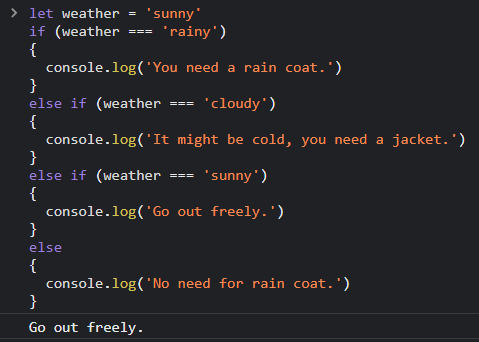 let weather = 'sunny'
if (weather === 'rainy')
{
  console.log('You need a rain coat.')
}
else if (weather === 'cloudy')
{
  console.log('It might be cold, you need a jacket.')
}
else if (weather === 'sunny')
{
  console.log('Go out freely.')
}
else
{
  console.log('No need for rain coat.')
}
Go out freely.